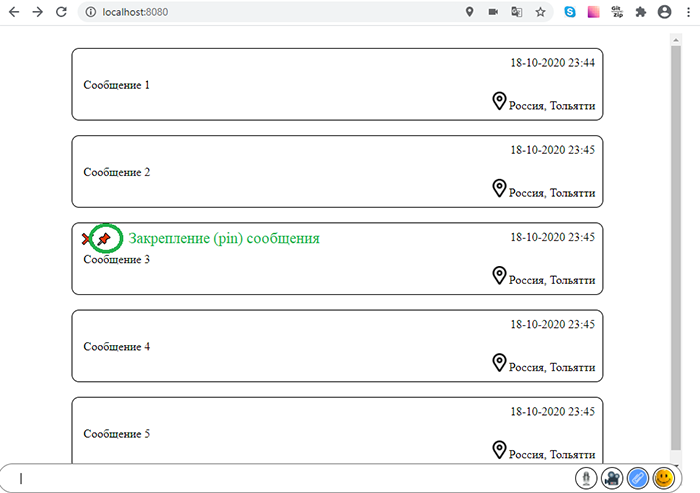 localhost:8080
Git
Zip
18-10-2020 23:44
Сообщение 1
Россия, Тольятти
18-10-2020 23:45
Сообщение 2
Россия, Тольятти
Закрепление (pin) сообщения
18-10-2020 23:45
Сообщение 3
Россия, Тольятти
18-10-2020 23:45
Сообщение 4
Россия, Тольятти
18-10-2020 23:45
Сообщение 5
Россия, Тольятти